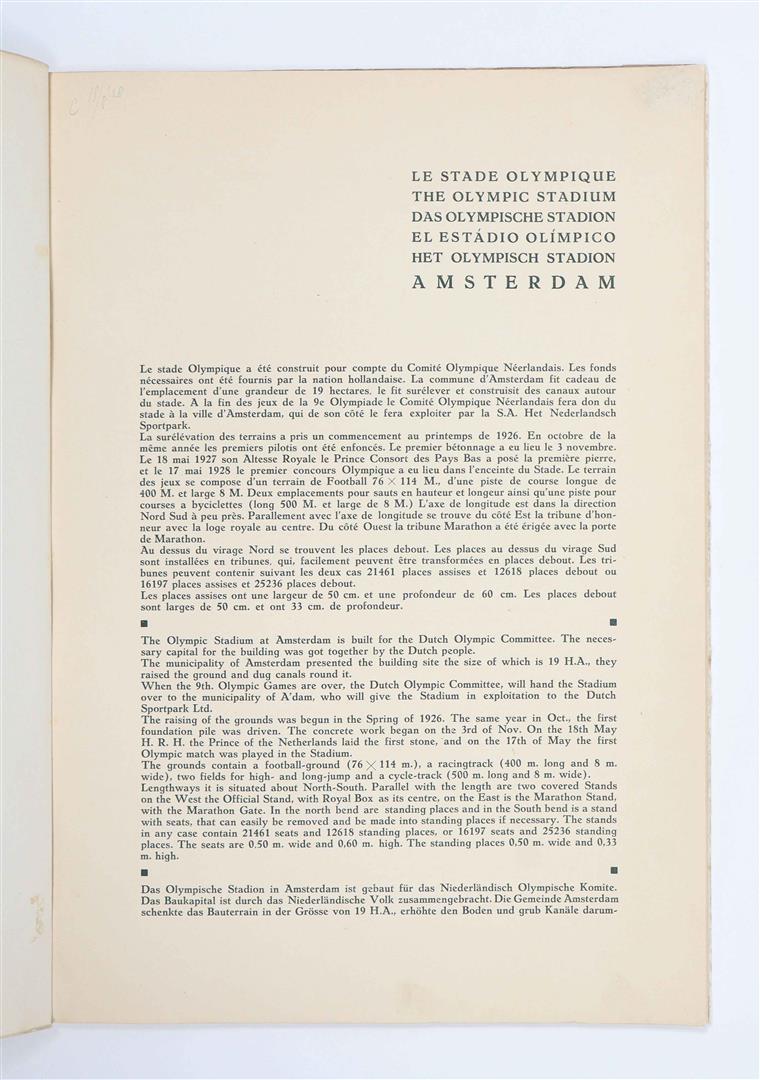 LE STADE OLYMPIQUE
THE OLYMPIC STADIUM
DAS OLYMPISCHE STADION
EL ESTÁDIO OLÍMPICO
HET OLYMPISCH STADION
AMSTERDAM
Le stade Olympique a été construit pour compte du Comité Olympique Néerlandais. Les fonds
nécessaires ont été fournis par la nation hollandaise. La commune d'Amsterdam fit cadeau de
l'emplacement d'une grandeur de 19 hectares, le fit surélever et construisit des canaux autour
du stade. A la fin des jeux de la 9e Olympiade le Comité Olympique Néerlandais fera don du
stade à la ville d'Amsterdam, qui de son côté le fera exploiter par la S.A. Het Nederlandsch
Sportpark.
La surélévation des terrains a pris un commencement au printemps de 1926. En octobre de la
même année les premiers pilotis ont été enfoncés. Le premier bétonnage a eu lieu le 3 novembre.
Le 18 mai 1927 son Altesse Royale le Prince Consort des Pays Bas a posé la première pierre,
et le 17 mai 1928 le premier concours Olympique a eu lieu dans l'enceinte du Stade. Le terrain
des jeux se compose d'un terrain de Football 76 × 114 M., d'une piste de course longue de
400 M. et large 8 M. Deux emplacements pour sauts en hauteur et longeur ainsi qu'une piste pour
courses a byciclettes (long 500 M. et large de 8 M.) L'axe de longitude est dans la direction
Nord Sud à peu près. Parallement avec l'axe de longitude se trouve du côté Est la tribune d'hon-
neur avec la loge royale au centre. Du côté Ouest la tribune Marathon a été érigée avec la porte
de Marathon.
Au dessus du virage Nord se trouvent les places debout. Les places au dessus du virage Sud
sont installées en tribunes, qui, facilement peuvent être transformées en places debout. Les tri-
bunes peuvent contenir suivant les deux cas 21461 places assises et 12618 places debout ou
16197 places assises et 25236 places debout.
Les places assises ont une largeur de 50 cm. et une profondeur de 60 cm. Les places debout
sont larges de 50 cm. et ont 33 cm. de profondeur.
The Olympic Stadium at Amsterdam is built for the Dutch Olympic Committee. The neces-
sary capital for the building was got together by the Dutch people.
The municipality of Amsterdam presented the building site the size of which is 19 H.A., they
raised the ground and dug canals round it.
When the 9th. Olympic Games are over, the Dutch Olympic Committee, will hand the Stadium
over to the municipality of A'dam, who will give the Stadium in exploitation to the Dutch
Sportpark Ltd.
The raising of the grounds was begun in the Spring of 1926. The same year in Oct., the first
foundation pile was driven. The concrete work began on the 3rd of Nov. On the 18th May
H. R. H. the Prince of the Netherlands laid the first stone, and on the 17th of May the first
Olympic match was played in the Stadium.
The grounds contain a football-ground (76 × 114 m.), a racingtrack (400 m. long and 8 m.
wide), two fields for high- and long-jump and a cycle-track (500 m. long and 8 m. wide).
Lengthways it is situated about North-South. Parallel with the length are two covered Stands
on the West the Official Stand, with Royal Box as its centre, on the East is the Marathon Stand,
with the Marathon Gate. In the north bend are standing places and in the South bend is a stand
with seats, that can easily be removed and be made into standing places if necessary. The stands
in any case contain 21461 seats and 12618 standing places, or 16197 seats and 25236 standing
places. The seats are 0.50 m. wide and 0,60 m. high. The standing places 0,50 m. wide and 0,33
m. high.
Das Olympische Stadion in Amsterdam ist gebaut für das Niederländisch Olympische Komite.
Das Baukapital ist durch das Niederländische Volk zusammengebracht. Die Gemeinde Amsterdam
schenkte das Bauterrain in der Grösse von 19 H.A., erhöhte den Boden und grub Kanäle darum-